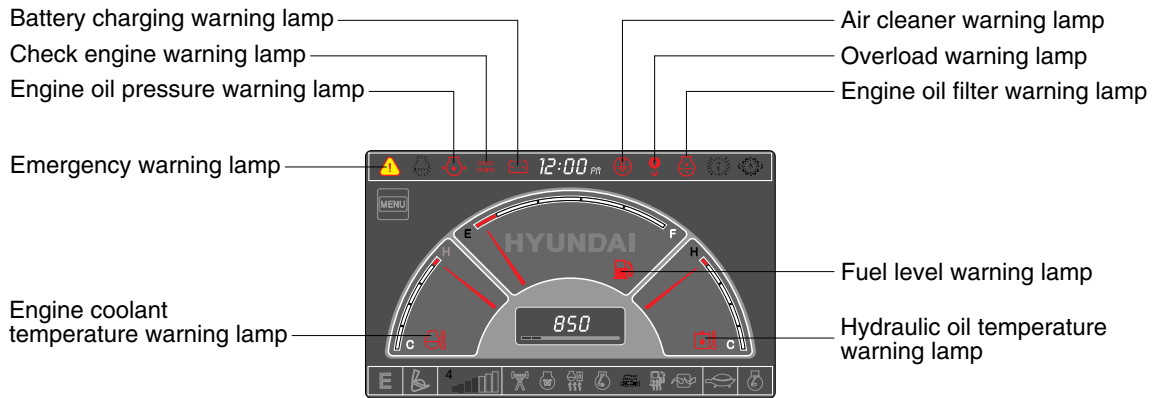 Battery charging warning lamp
Check engine warning lamp
Engine oil pressure warning lamp
Emergency warning lamp
Engine coolant
temperature warning lamp
Air cleaner warning lamp
Overload warning lamp
Engine oil filter warning lamp
Fuel level warning lamp
Hydraulic oil temperature
warning lamp
12:00 PM
MENU
E F
HYUNDAI
H H
C C
850
E 4